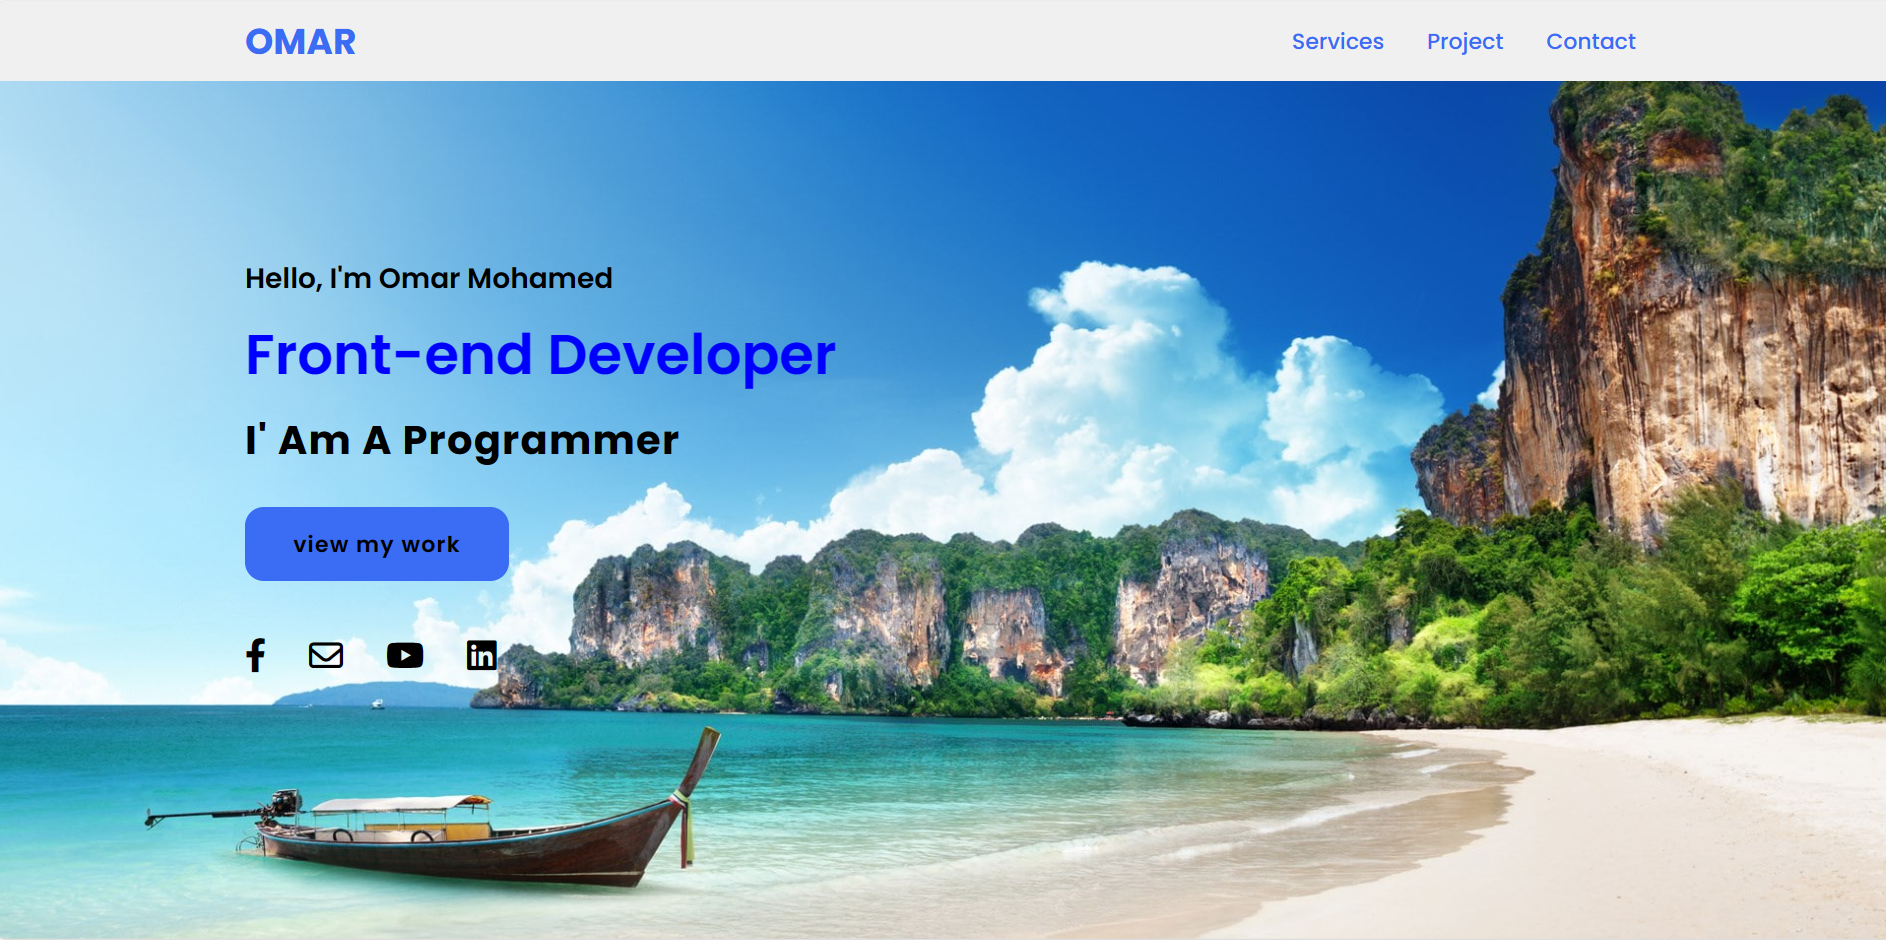 OMAR
Services Project Contact
Hello, I'm Omar Mohamed
Front-end Developer
I' Am A Programmer
view my work